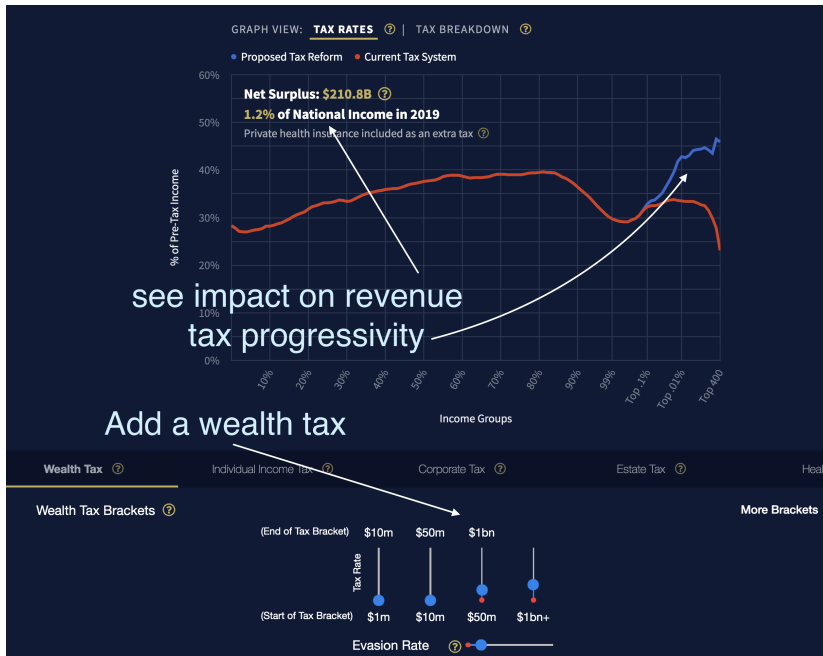 GRAPH VIEW: TAX RATES ? | TAX BREAKDOWN ?
Proposed Tax Reform Current Tax System
60%
Net Surplus: $210.8B ?
1.2% of National Income in 2019
50%
Private health insurance included as an extra tax ?
40%
30%
20%
10%
0%
% of Pre-Tax Income
see impact on revenue
tax progressivity
10% 20% 30% 40% 50% 60% 70% 80% 90% 99% Top .1% Top .01% Top 400
Income Groups
Add a wealth tax
Wealth Tax ? Individual Income Tax ? Corporate Tax ? Estate Tax ? Heal
Wealth Tax Brackets ? More Brackets
(End of Tax Bracket) $10m $50m $1bn
Tax Rate
(Start of Tax Bracket) $1m $10m $50m $1bn+
Evasion Rate ?